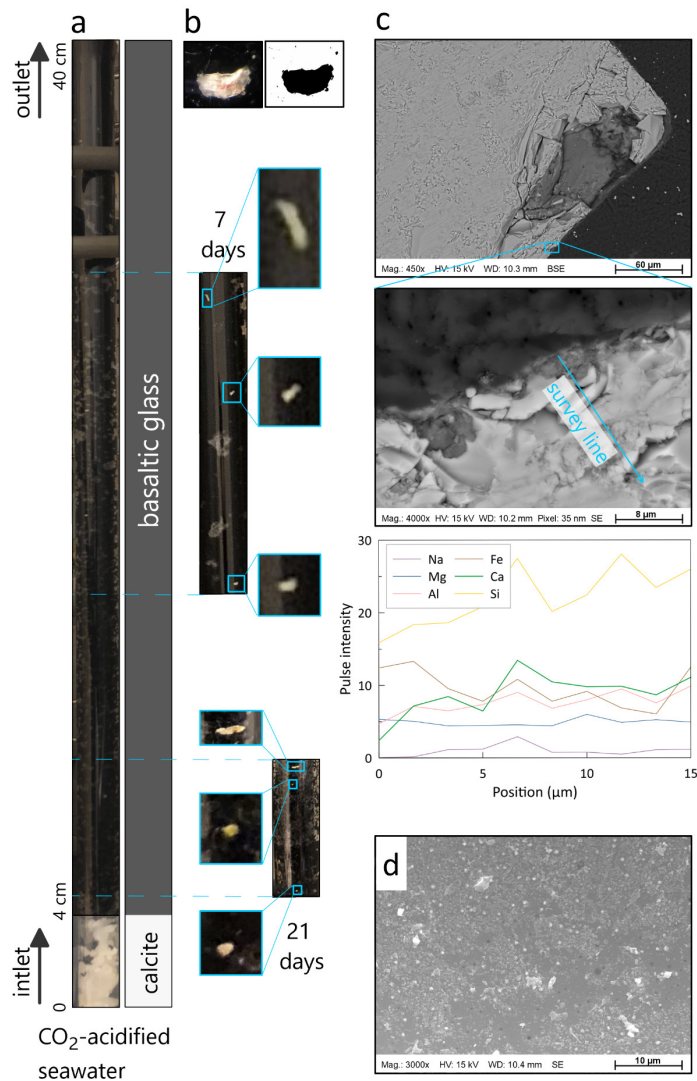 a
b
c
outlet
40 cm
7
days
basaltic glass
Mag.: 450x HV: 15 kV WD: 10.3 mm BSE
60 µm
survey line
Mag.: 4000x HV: 15 kV WD: 10.2 mm Pixel: 35 nm SE
8 µm
30
20
10
0
Pulse intensity
Na
Mg
Al
Fe
Ca
Si
0
5
10
15
Position (µm)
21
days
4 cm
intlet
0
calcite
CO₂-acidified
seawater
d
Mag.: 3000x HV: 15 kV WD: 10.4 mm SE
10 µm